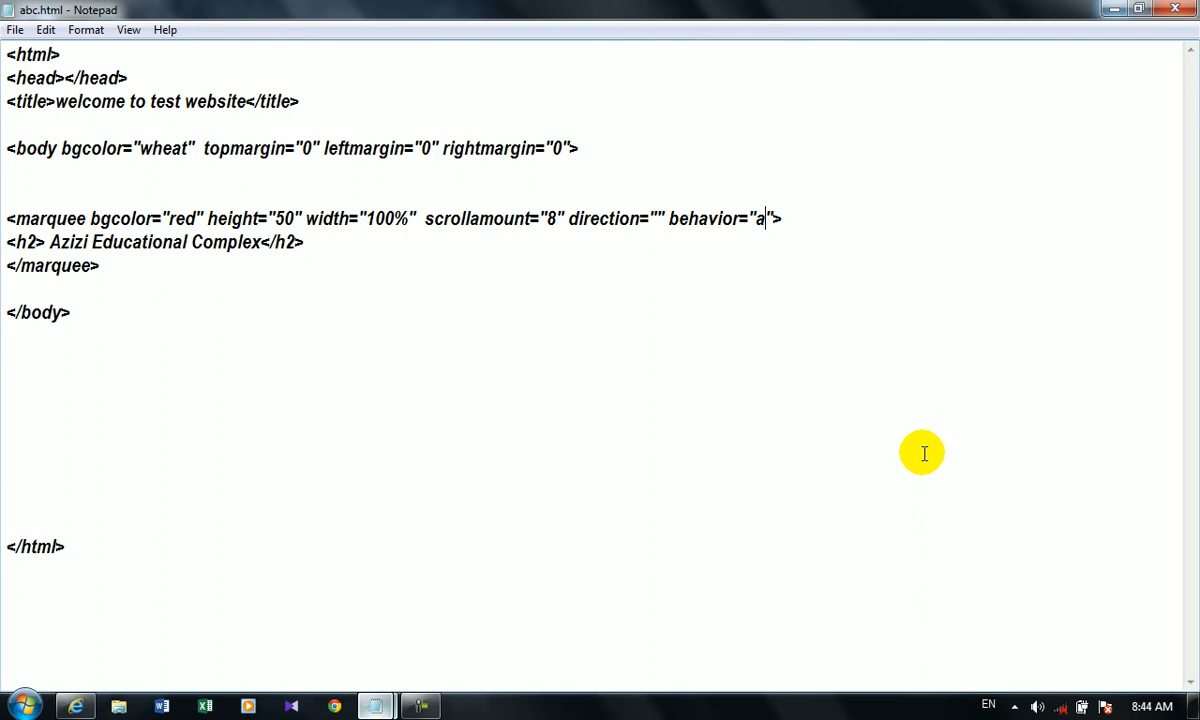 abc.html - Notepad
File Edit Format View Help
<html>
<head></head>
<title>welcome to test website</title>
<body bgcolor="wheat"  topmargin="0" leftmargin="0" rightmargin="0">
<marquee bgcolor="red" height="50" width="100%"  scrollamount="8" direction="" behavior="a">
<h2> Azizi Educational Complex</h2>
</marquee>
</body>
</html>
EN 8:44 AM